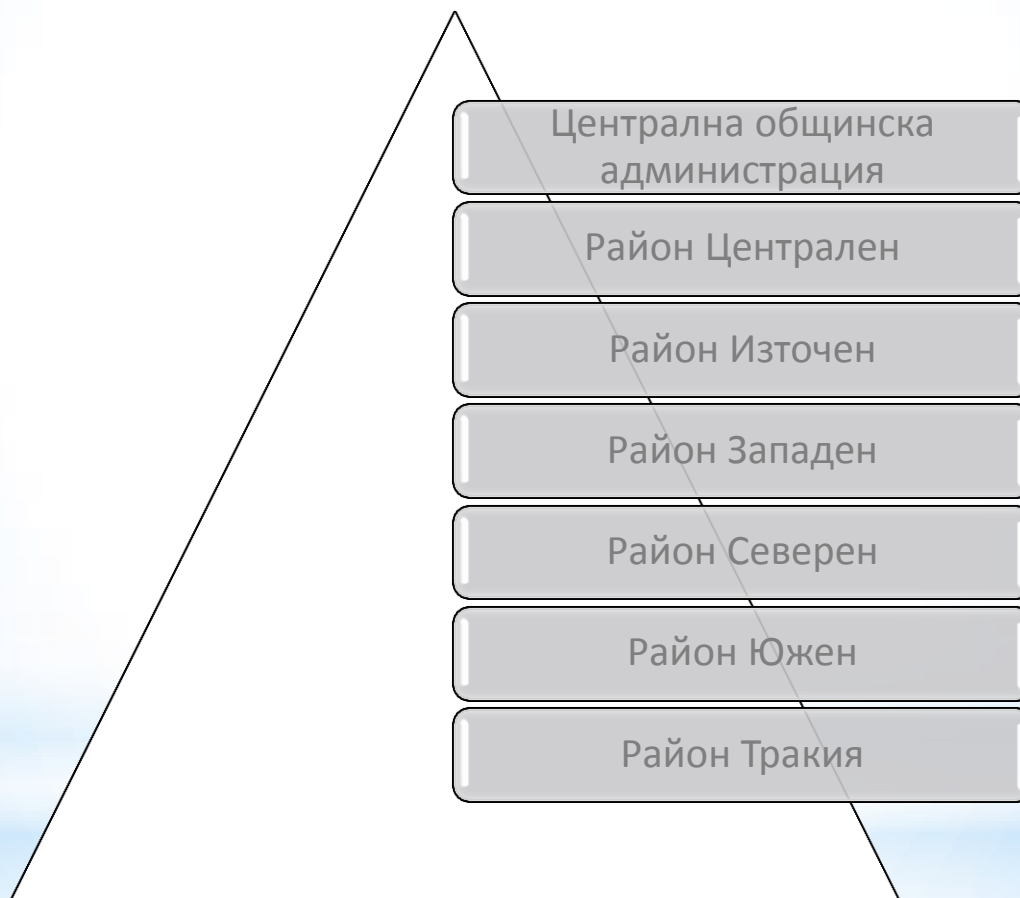 Централна общинска
администрация
Район Централен
Район Източен
Район Западен
Район Северен
Район Южен
Район Тракия